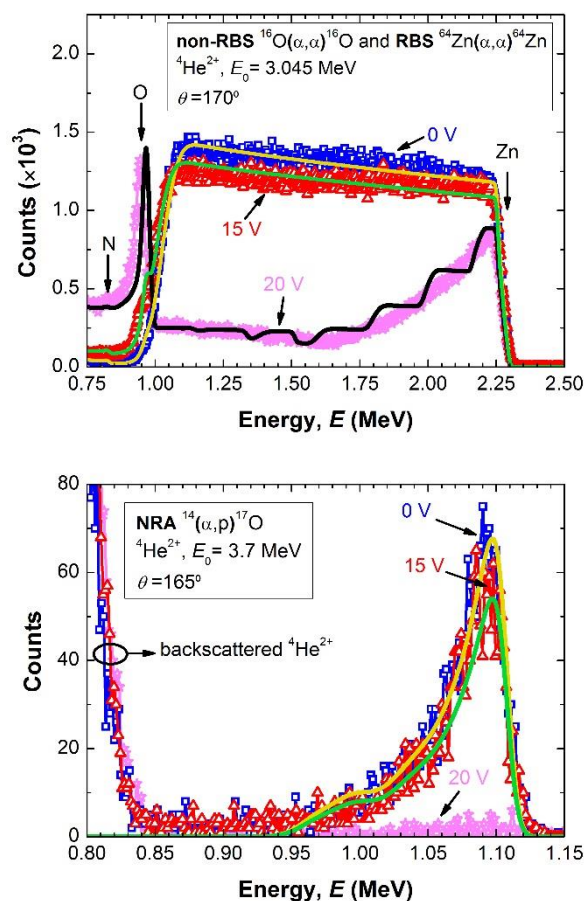 non-RBS ¹⁶O(α,α)¹⁶O and RBS ⁶⁴Zn(α,α)⁶⁴Zn
⁴He²⁺, E₀ = 3.045 MeV
θ =170º
O
N
0 V
Zn
15 V
20 V
1.5
1.0
0.5
0.0
Counts (×10³)
0.75 1.00 1.25 1.50 1.75 2.00 2.25 2.50
Energy, E (MeV)
80
60
40
20
0
Counts
NRA ¹⁴(α,p)¹⁷O
⁴He²⁺, E₀ = 3.7 MeV
θ =165º
0 V
15 V
backscattered ⁴He²⁺
20 V
0.80 0.85 0.90 0.95 1.00 1.05 1.10 1.15
Energy, E (MeV)